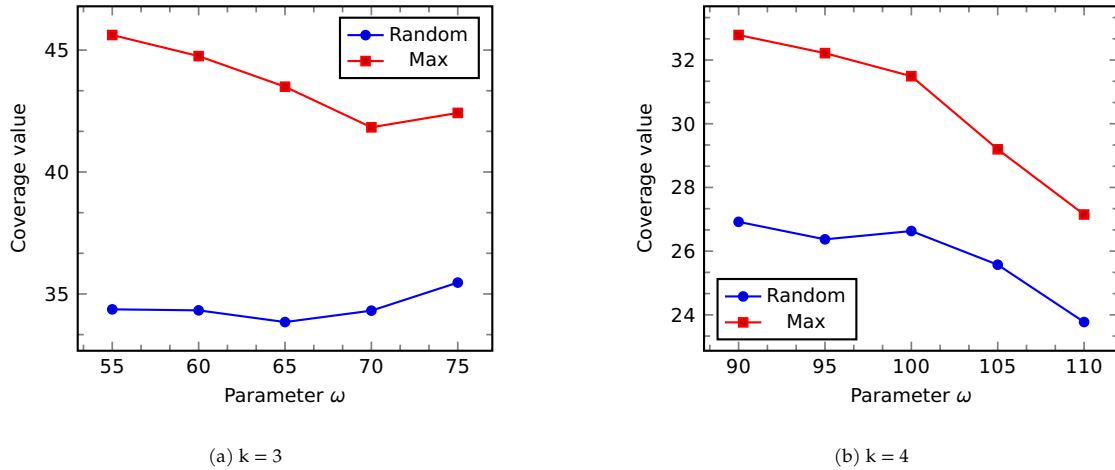 Coverage value
45
40
35
Random
Max
55 60 65 70 75
Parameter ω
(a) k = 3
Coverage value
32
30
28
26
24
Random
Max
90 95 100 105 110
Parameter ω
(b) k = 4